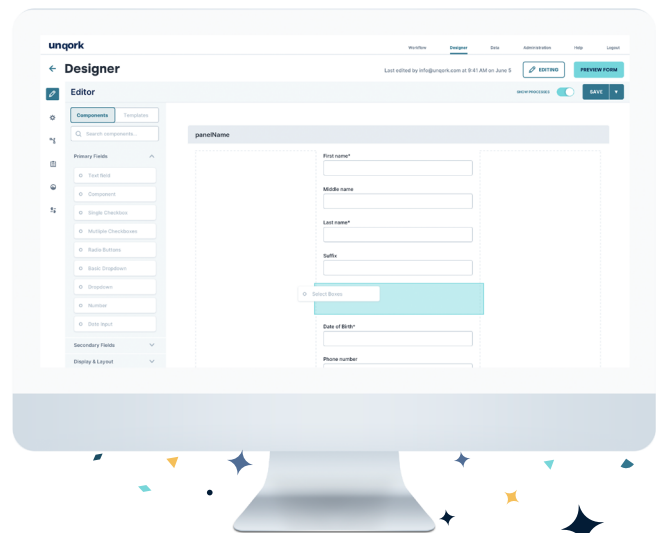 unqork
Workflow Designer Data Administration Help Logout
← Designer
Last edited by info@unqork.com at 9:41 AM on June 5
EDITING
PREVIEW FORM
Editor
SHOW PROCESSES
SAVE
Components Templates
Search components...
Primary Fields
Text field
Component
Single Checkbox
Multiple Checkboxes
Radio Buttons
Basic Dropdown
Dropdown
Number
Date Input
Secondary Fields
Display & Layout
panelName
First name*
Middle name
Last name*
Suffix
Select Boxes
Date of Birth*
Phone number